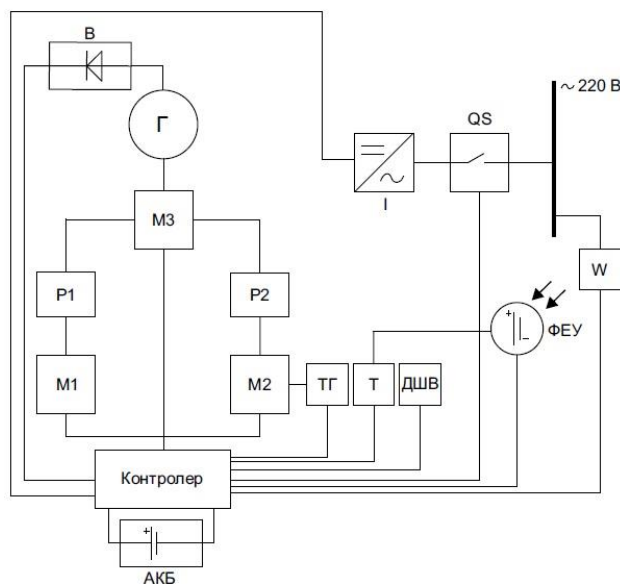 В
~ 220 В
QS
Г
I
М3
W
Р1
Р2
+
–
ФЕУ
М1
М2
ТГ
Т
ДШВ
Контролер
+
АКБ